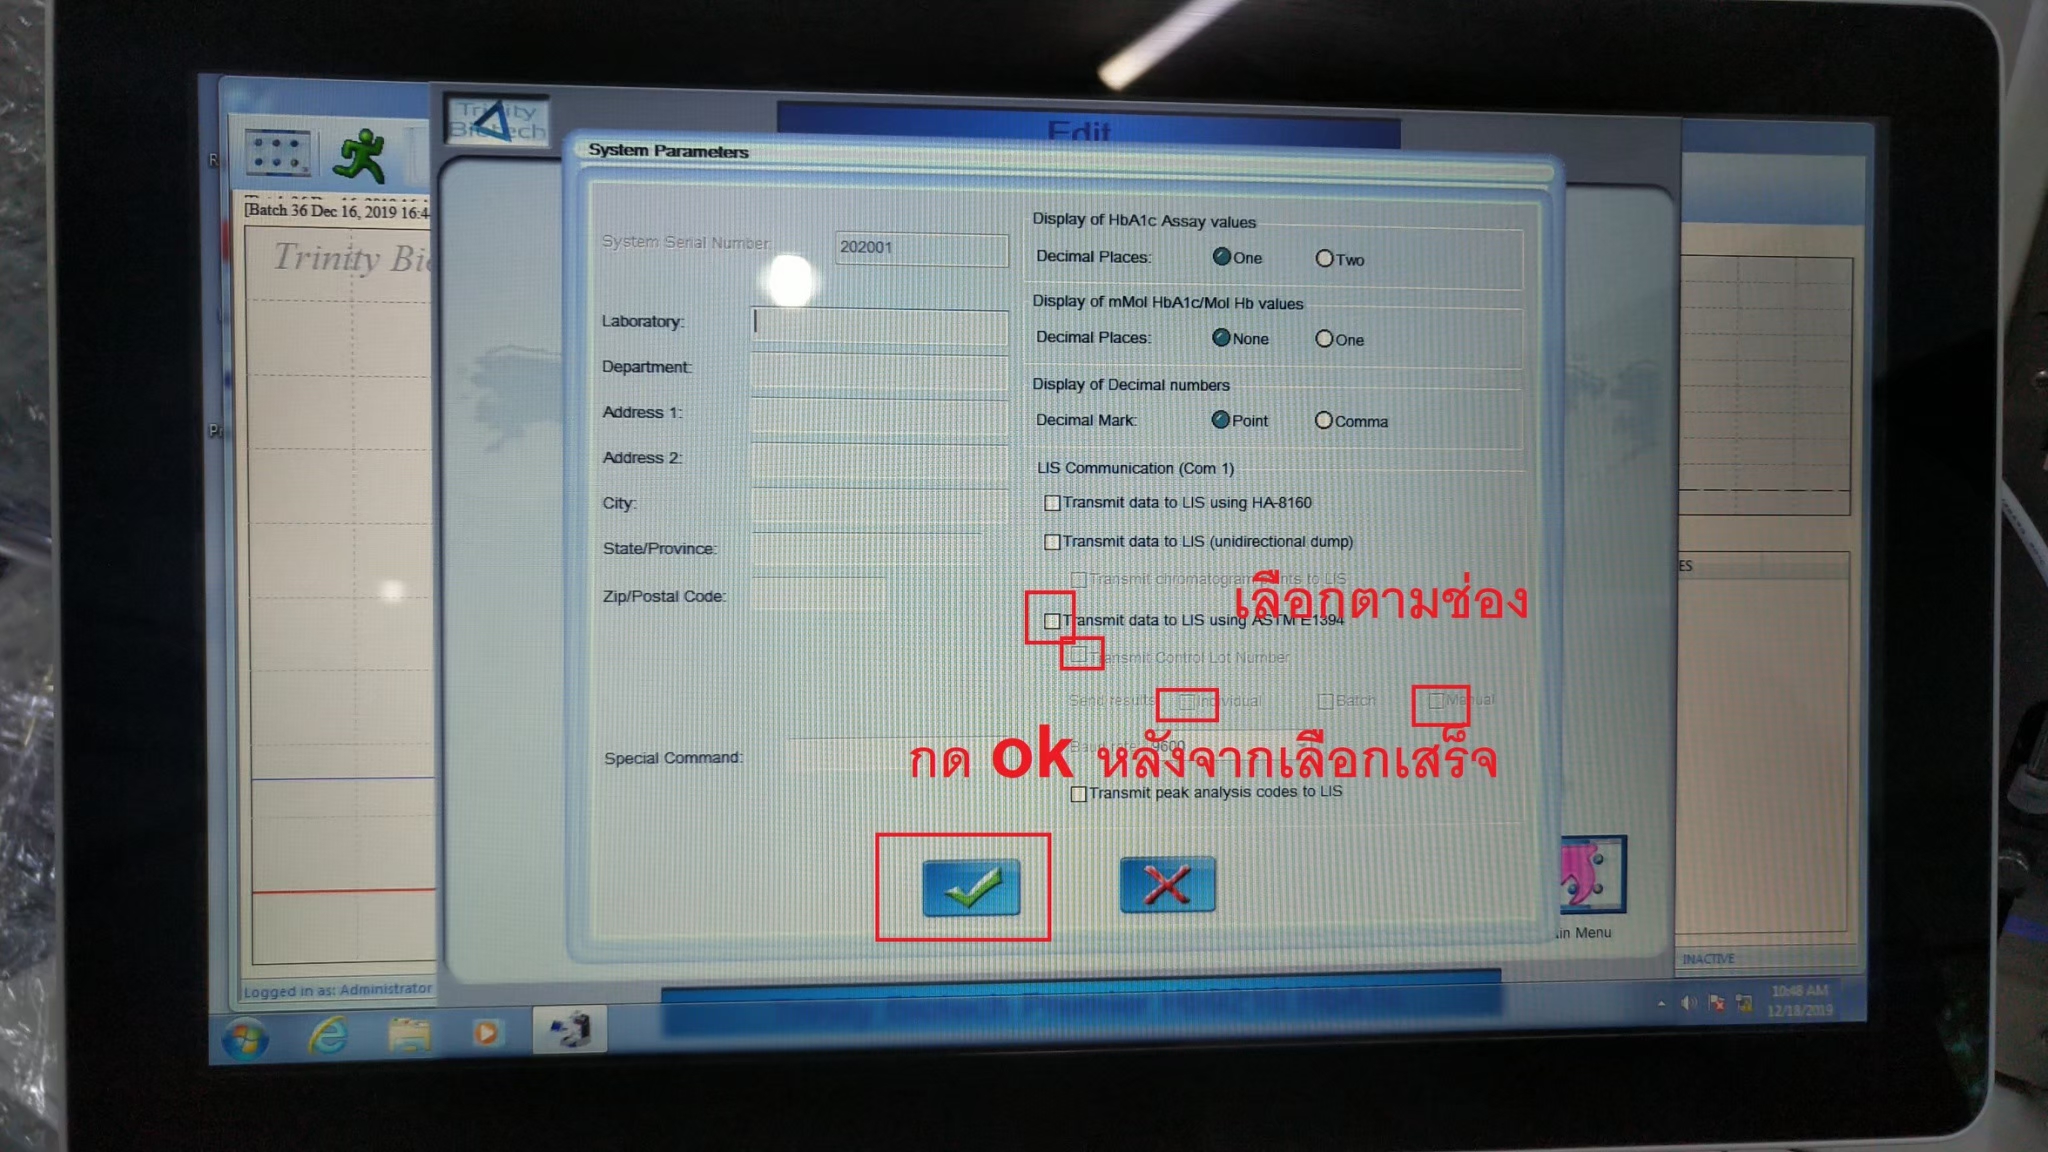 Trinity
Biotech
Edit
System Parameters
[Batch 36 Dec 16, 2019 16:4
Trinity Bio
System Serial Number:
202001
Laboratory:
Department:
Address 1:
Address 2:
City:
State/Province:
Zip/Postal Code:
Special Command:
Display of HbA1c Assay values
Decimal Places:
One
Two
Display of mMol HbA1c/Mol Hb values
Decimal Places:
None
One
Display of Decimal numbers
Decimal Mark:
Point
Comma
LIS Communication (Com 1)
Transmit data to LIS using HA-8160
Transmit data to LIS (unidirectional dump)
Transmit chromatogram points to LIS
เลือกตามช่อง
Transmit data to LIS using ASTM E1394
Transmit Control Lot Number
Send results
Individual
Batch
Manual
Baud rate
9600
กด ok หลังจากเลือกเสร็จ
Transmit peak analysis codes to LIS
ES
in Menu
INACTIVE
Logged in as: Administrator
10:48 AM
12/18/2019